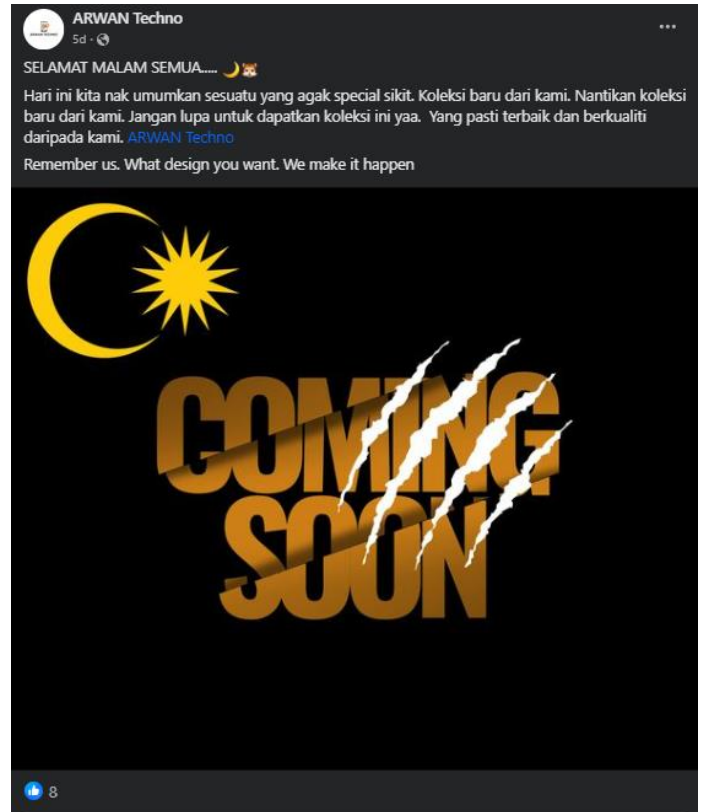 ARWAN Techno
5d
SELAMAT MALAM SEMUA..... 🌙🐯
Hari ini kita nak umumkan sesuatu yang agak special sikit. Koleksi baru dari kami. Nantikan koleksi
baru dari kami. Jangan lupa untuk dapatkan koleksi ini yaa. Yang pasti terbaik dan berkualiti
daripada kami. ARWAN Techno
Remember us. What design you want. We make it happen
COMING
SOON
8